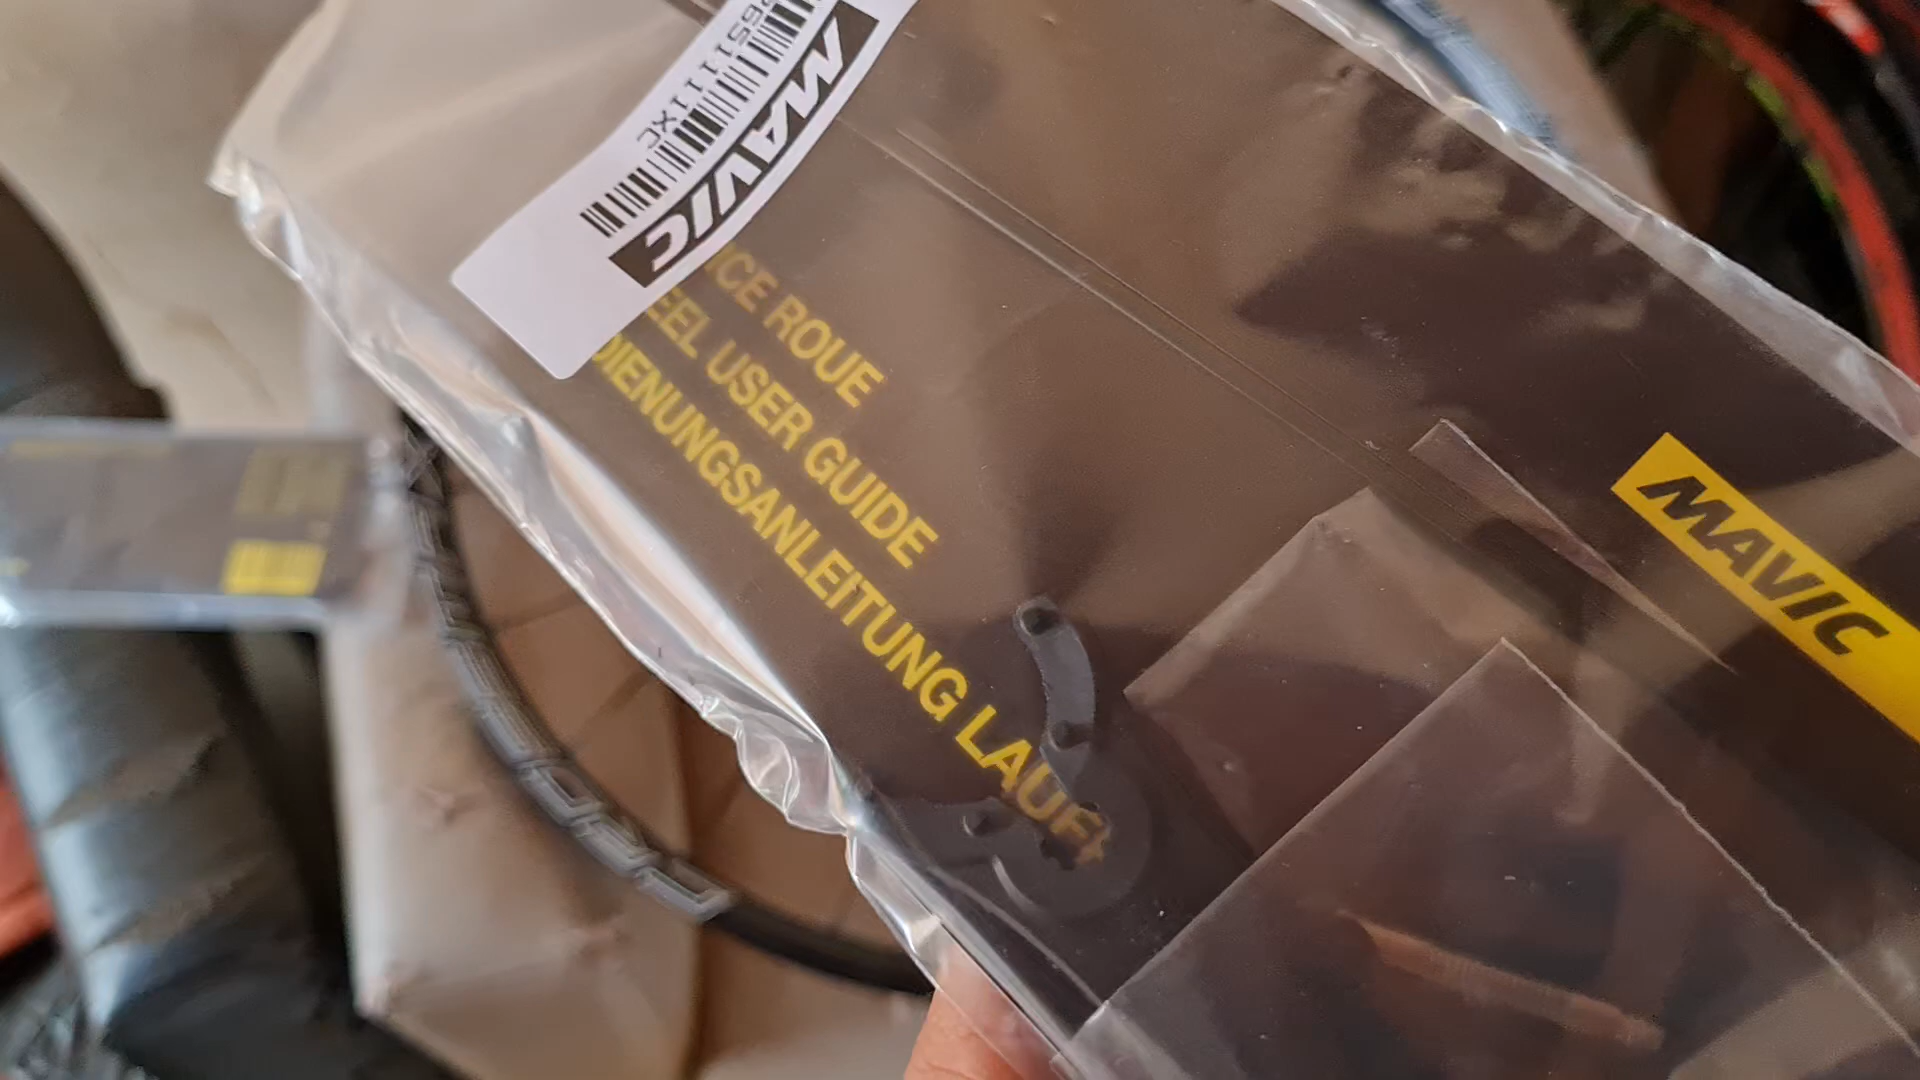 MAVIC
ICE ROUE
EEL USER GUIDE
DIENUNGSANLEITUNG LAUF
MAVIC